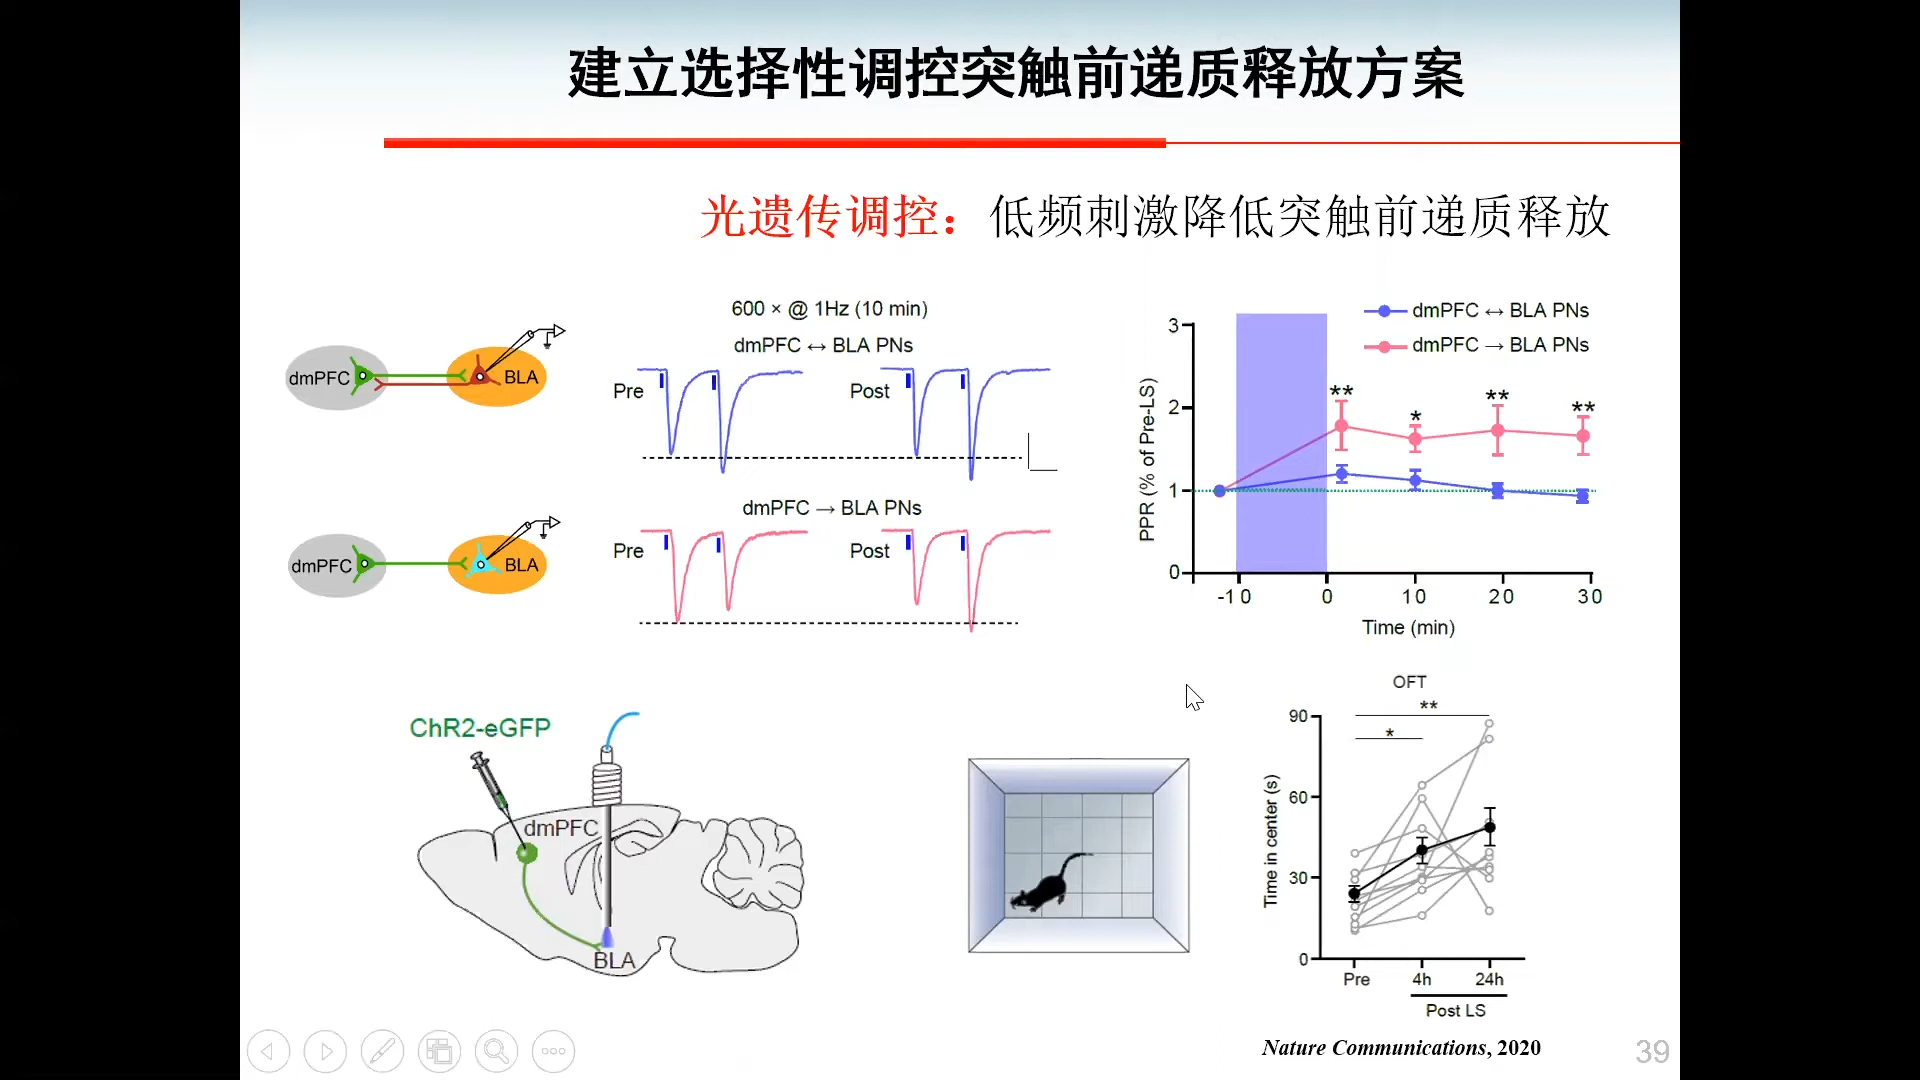 建立选择性调控突触前递质释放方案
光遗传调控：低频刺激降低突触前递质释放
dmPFC
BLA
dmPFC
BLA
600 × @ 1Hz (10 min)
dmPFC ↔ BLA PNs
Pre
Post
dmPFC → BLA PNs
Pre
Post
dmPFC ↔ BLA PNs
dmPFC → BLA PNs
PPR (% of Pre-LS)
3
2
1
0
** * ** **
-10 0 10 20 30
Time (min)
ChR2-eGFP
dmPFC
BLA
OFT
**
*
Time in center (s)
90
60
30
0
Pre 4h 24h
Post LS
Nature Communications, 2020
39